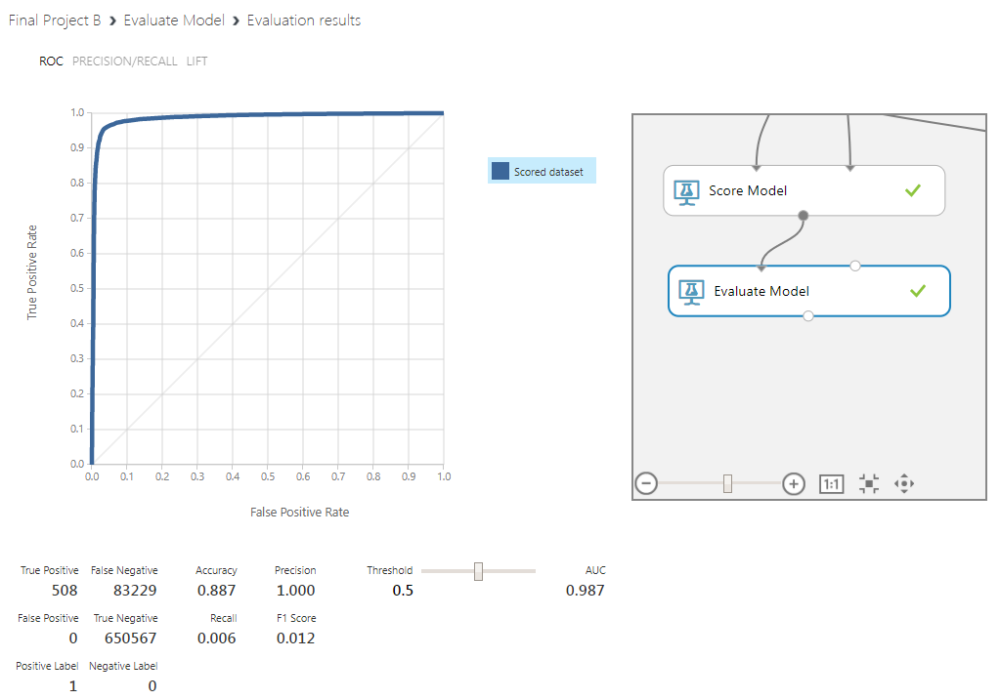 Final Project B › Evaluate Model › Evaluation results
ROC PRECISION/RECALL LIFT
1.0
0.9
0.8
0.7
0.6
0.5
0.4
0.3
0.2
0.1
0.0
True Positive Rate
0.0 0.1 0.2 0.3 0.4 0.5 0.6 0.7 0.8 0.9 1.0
False Positive Rate
Scored dataset
Score Model
Evaluate Model
1:1
True Positive False Negative Accuracy Precision Threshold AUC
508 83229 0.887 1.000 0.5 0.987
False Positive True Negative Recall F1 Score
0 650567 0.006 0.012
Positive Label Negative Label
1 0